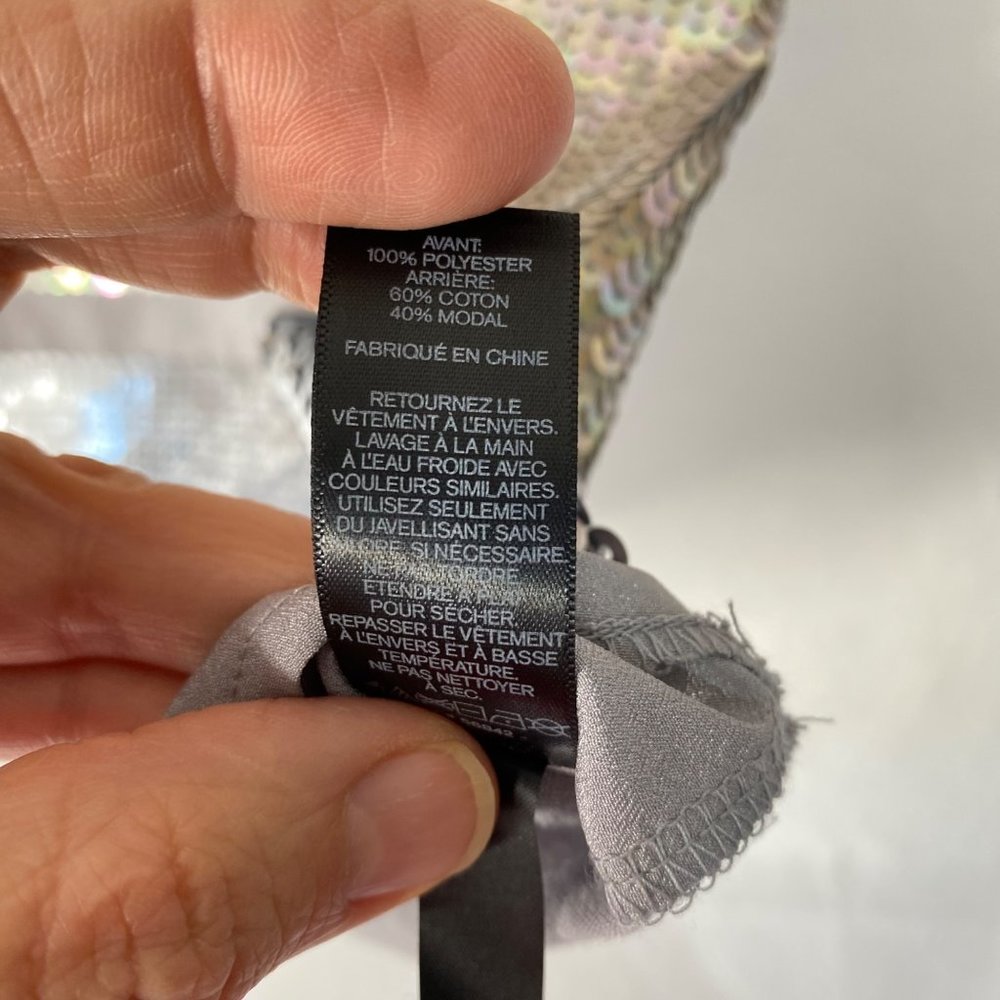 AVANT:
100% POLYESTER
ARRIÈRE:
60% COTON
40% MODAL
FABRIQUÉ EN CHINE
RETOURNEZ LE
VÊTEMENT À L'ENVERS.
LAVAGE À LA MAIN
À L'EAU FROIDE AVEC
COULEURS SIMILAIRES.
UTILISEZ SEULEMENT
DU JAVELLISANT SANS
SI NÉCESSAIRE
ÉTENDRE À
POUR SÉCHER.
REPASSER LE VÊTEMENT
À L'ENVERS ET À BASSE
TEMPÉRATURE.
NE PAS NETTOYER
À SEC.